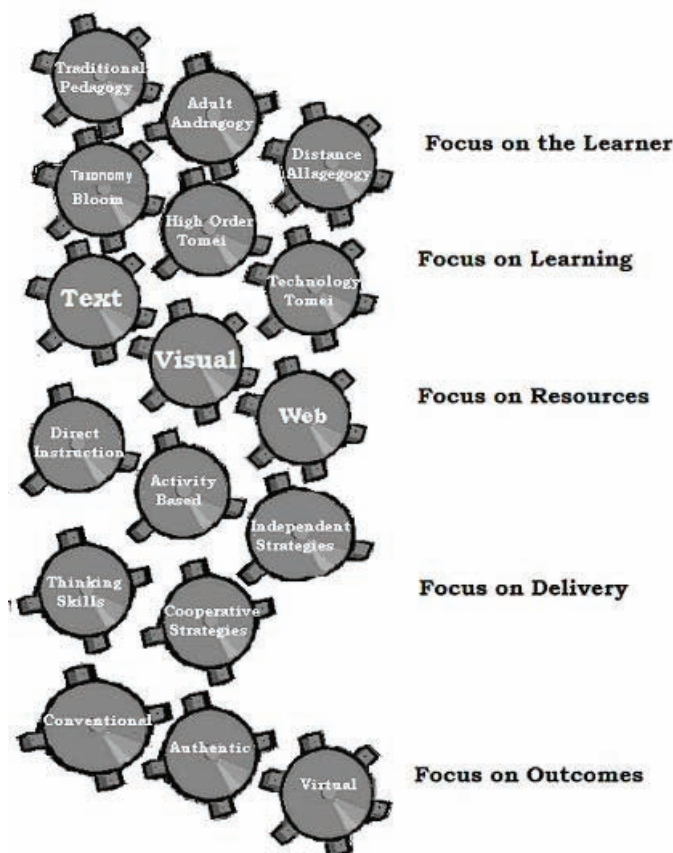 Traditional
Pedagogy
Adult
Andragogy
Distance
Allagegogy
Focus on the Learner
Taxonomy
Bloom
High Order
Tomei
Technology
Tomei
Focus on Learning
Text
Visual
Web
Focus on Resources
Direct
Instruction
Activity
Based
Independent
Strategies
Thinking
Skills
Cooperative
Strategies
Focus on Delivery
Conventional
Authentic
Virtual
Focus on Outcomes